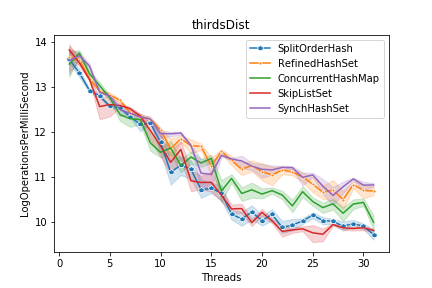 thirdsDist
14
13
12
11
10
LogOperationsPerMilliSecond
SplitOrderHash
RefinedHashSet
ConcurrentHashMap
SkipListSet
SynchHashSet
0 5 10 15 20 25 30
Threads